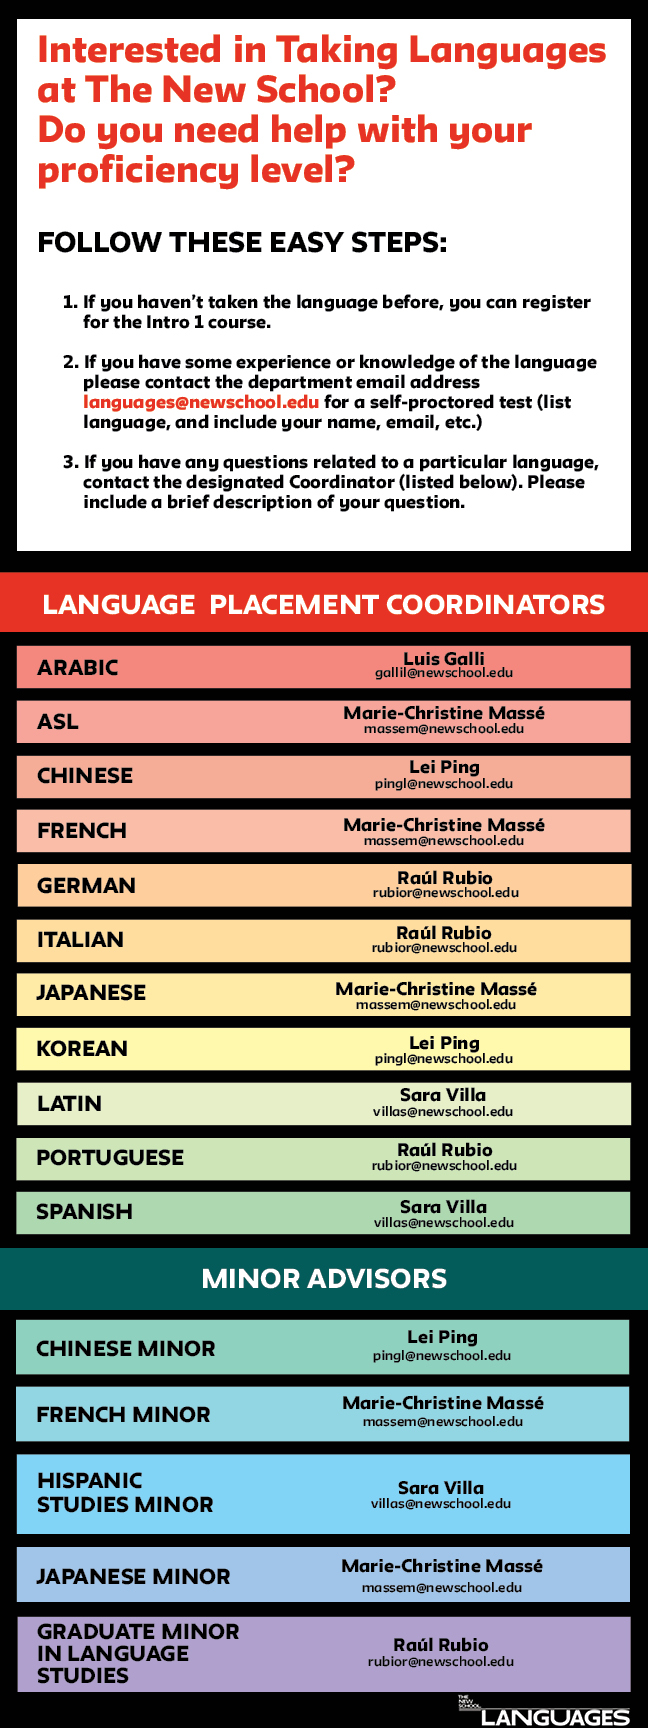 Interested in Taking Languages
at The New School?
Do you need help with your
proficiency level?
FOLLOW THESE EASY STEPS:
1. If you haven’t taken the language before, you can register
for the Intro 1 course.
2. If you have some experience or knowledge of the language
please contact the department email address
languages@newschool.edu for a self-proctored test (list
language, and include your name, email, etc.)
3. If you have any questions related to a particular language,
contact the designated Coordinator (listed below). Please
include a brief description of your question.
LANGUAGE PLACEMENT COORDINATORS
ARABIC
Luis Galli
gallil@newschool.edu
ASL
Marie-Christine Massé
massem@newschool.edu
CHINESE
Lei Ping
pingl@newschool.edu
FRENCH
Marie-Christine Massé
massem@newschool.edu
GERMAN
Raúl Rubio
rubior@newschool.edu
ITALIAN
Raúl Rubio
rubior@newschool.edu
JAPANESE
Marie-Christine Massé
massem@newschool.edu
KOREAN
Lei Ping
pingl@newschool.edu
LATIN
Sara Villa
villas@newschool.edu
PORTUGUESE
Raúl Rubio
rubior@newschool.edu
SPANISH
Sara Villa
villas@newschool.edu
MINOR ADVISORS
CHINESE MINOR
Lei Ping
pingl@newschool.edu
FRENCH MINOR
Marie-Christine Massé
massem@newschool.edu
HISPANIC
STUDIES MINOR
Sara Villa
villas@newschool.edu
JAPANESE MINOR
Marie-Christine Massé
massem@newschool.edu
GRADUATE MINOR
IN LANGUAGE
STUDIES
Raúl Rubio
rubior@newschool.edu
THE
NEW
SCHOOL
LANGUAGES